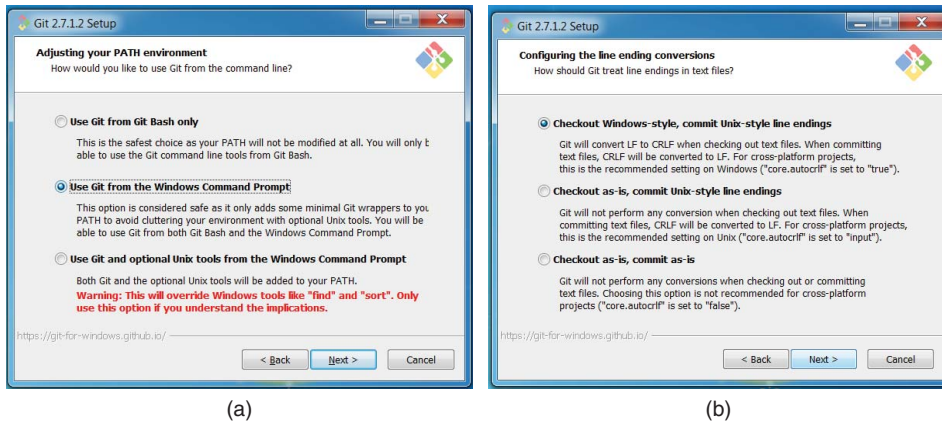 Git 2.7.1.2 Setup
Adjusting your PATH environment
How would you like to use Git from the command line?
Use Git from Git Bash only
This is the safest choice as your PATH will not be modified at all. You will only b
able to use the Git command line tools from Git Bash.
Use Git from the Windows Command Prompt
This option is considered safe as it only adds some minimal Git wrappers to you
PATH to avoid cluttering your environment with optional Unix tools. You will be
able to use Git from both Git Bash and the Windows Command Prompt.
Use Git and optional Unix tools from the Windows Command Prompt
Both Git and the optional Unix tools will be added to your PATH.
Warning: This will override Windows tools like "find" and "sort". Only
use this option if you understand the implications.
https://git-for-windows.github.io/
< Back Next > Cancel
(a)
Git 2.7.1.2 Setup
Configuring the line ending conversions
How should Git treat line endings in text files?
Checkout Windows-style, commit Unix-style line endings
Git will convert LF to CRLF when checking out text files. When committing
text files, CRLF will be converted to LF. For cross-platform projects,
this is the recommended setting on Windows ("core.autocrlf" is set to "true").
Checkout as-is, commit Unix-style line endings
Git will not perform any conversion when checking out text files. When
committing text files, CRLF will be converted to LF. For cross-platform projects,
this is the recommended setting on Unix ("core.autocrlf" is set to "input").
Checkout as-is, commit as-is
Git will not perform any conversions when checking out or committing
text files. Choosing this option is not recommended for cross-platform
projects ("core.autocrlf" is set to "false").
https://git-for-windows.github.io/
< Back Next > Cancel
(b)